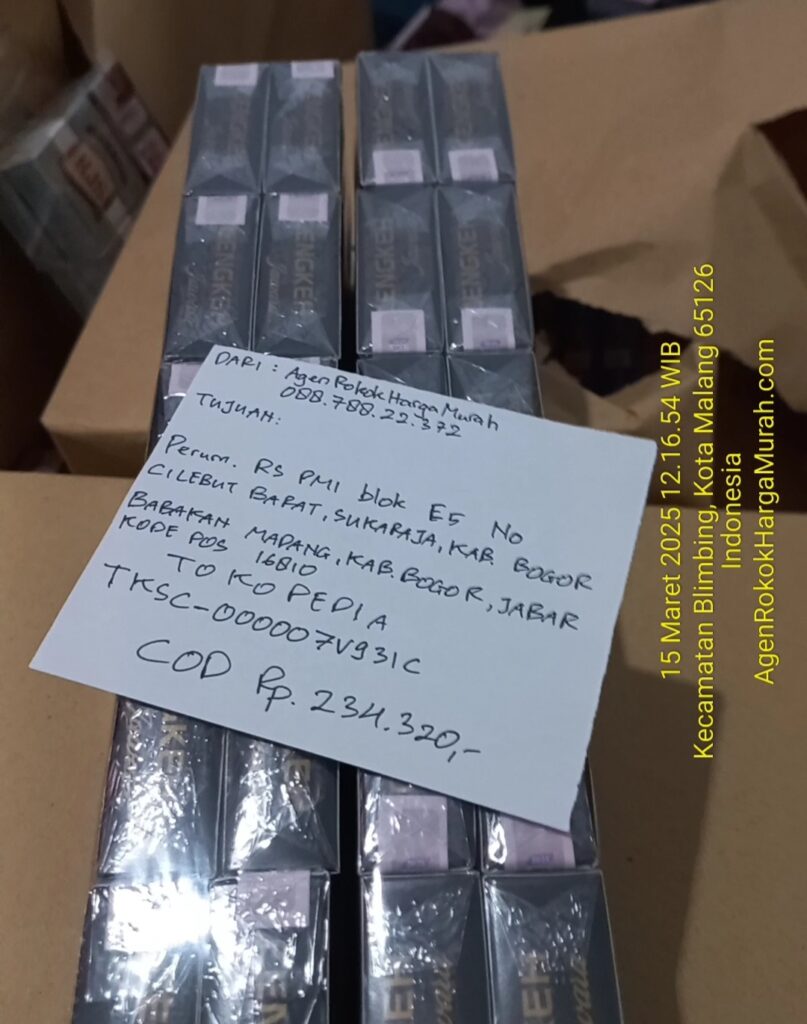 CENGKEH
CENGKEH
DARI : AgenRokokHargaMurah
088.788.22.372
TUJUAN:
Perum. RS PMI blok E5 No
CILEBUT BARAT, SUKARAJA, KAB. BOGOR
BABAKAN MADANG, KAB. BOGOR, JABAR
KODE POS 16810
TOKOPEDIA
TKSC-000007V931C
COD Rp. 234.320,-
15 Maret 2025 12.16.54 WIB
Kecamatan Blimbing, Kota Malang 65126
Indonesia
AgenRokokHargaMurah.com